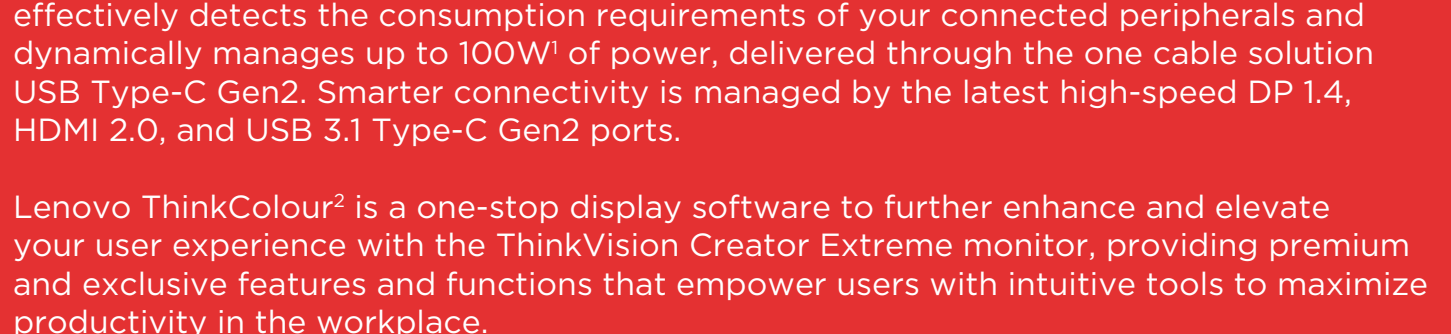 effectively detects the consumption requirements of your connected peripherals and
dynamically manages up to 100W¹ of power, delivered through the one cable solution
USB Type-C Gen2. Smarter connectivity is managed by the latest high-speed DP 1.4,
HDMI 2.0, and USB 3.1 Type-C Gen2 ports.
Lenovo ThinkColour² is a one-stop display software to further enhance and elevate
your user experience with the ThinkVision Creator Extreme monitor, providing premium
and exclusive features and functions that empower users with intuitive tools to maximize
productivity in the workplace.